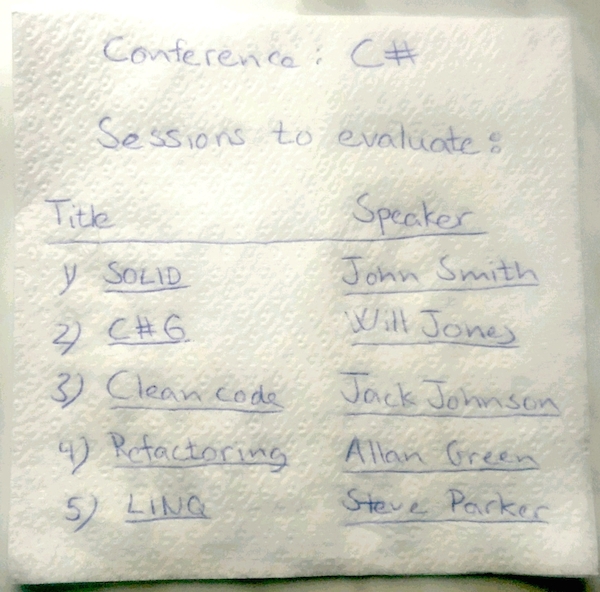 Conference: C#
Sessions to evaluate:
Title Speaker
1) SOLID John Smith
2) C#6 Will Jones
3) Clean code Jack Johnson
4) Refactoring Allan Green
5) LINQ Steve Parker